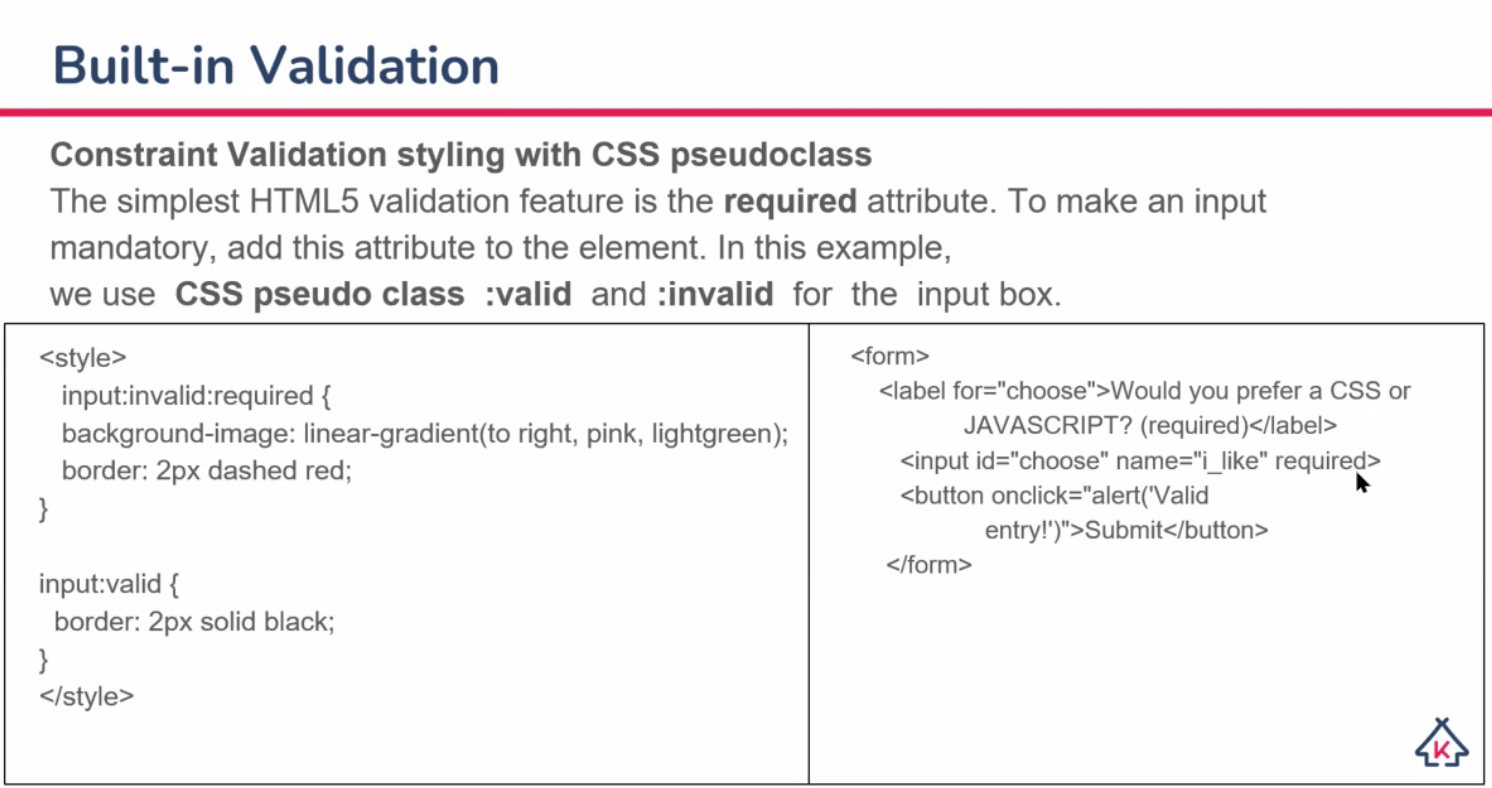 Built-in Validation
Constraint Validation styling with CSS pseudoclass
The simplest HTML5 validation feature is the required attribute. To make an input
mandatory, add this attribute to the element. In this example,
we use CSS pseudo class :valid and :invalid for the input box.
<style>
input:invalid:required {
background-image: linear-gradient(to right, pink, lightgreen);
border: 2px dashed red;
}
input:valid {
border: 2px solid black;
}
</style>
<form>
<label for="choose">Would you prefer a CSS or
JAVASCRIPT? (required)</label>
<input id="choose" name="i_like" required>
<button onclick="alert('Valid
entry!')">Submit</button>
</form>
K